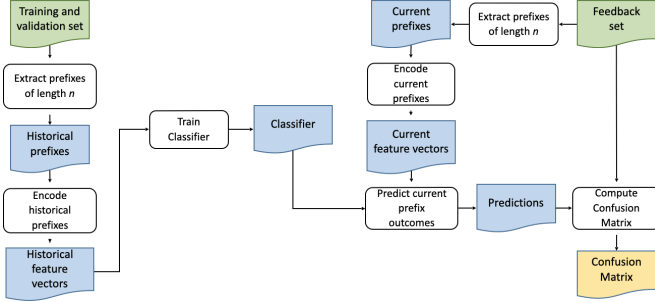 Training and
validation set
Extract prefixes
of length n
Historical
prefixes
Encode
historical
prefixes
Historical
feature
vectors
Train
Classifier
Classifier
Current
prefixes
Extract prefixes
of length n
Feedback
set
Encode
current
prefixes
Current
feature vectors
Predict current
prefix
outcomes
Predictions
Compute
Confusion
Matrix
Confusion
Matrix